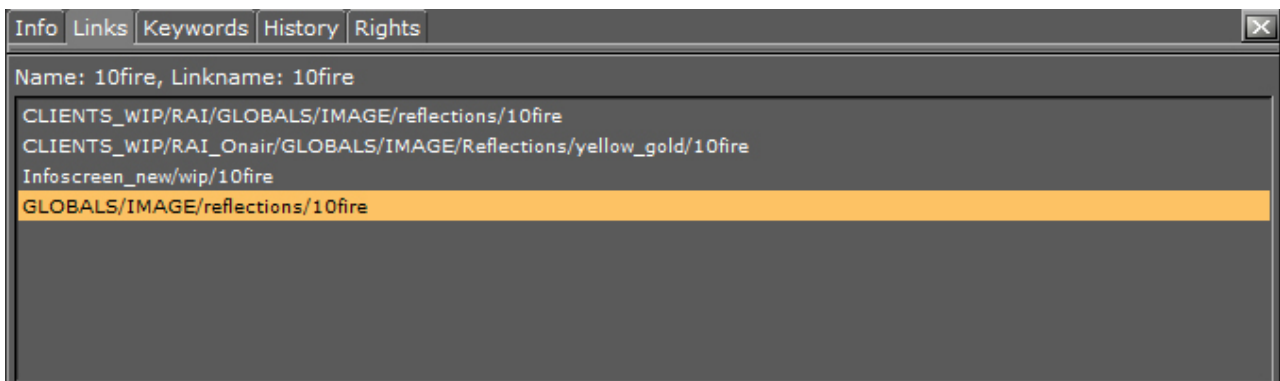 Info Links Keywords History Rights
Name: 10fire, Linkname: 10fire
CLIENTS_WIP/RAI/GLOBALS/IMAGE/reflections/10fire
CLIENTS_WIP/RAI_Onair/GLOBALS/IMAGE/Reflections/yellow_gold/10fire
Infoscreen_new/wip/10fire
GLOBALS/IMAGE/reflections/10fire